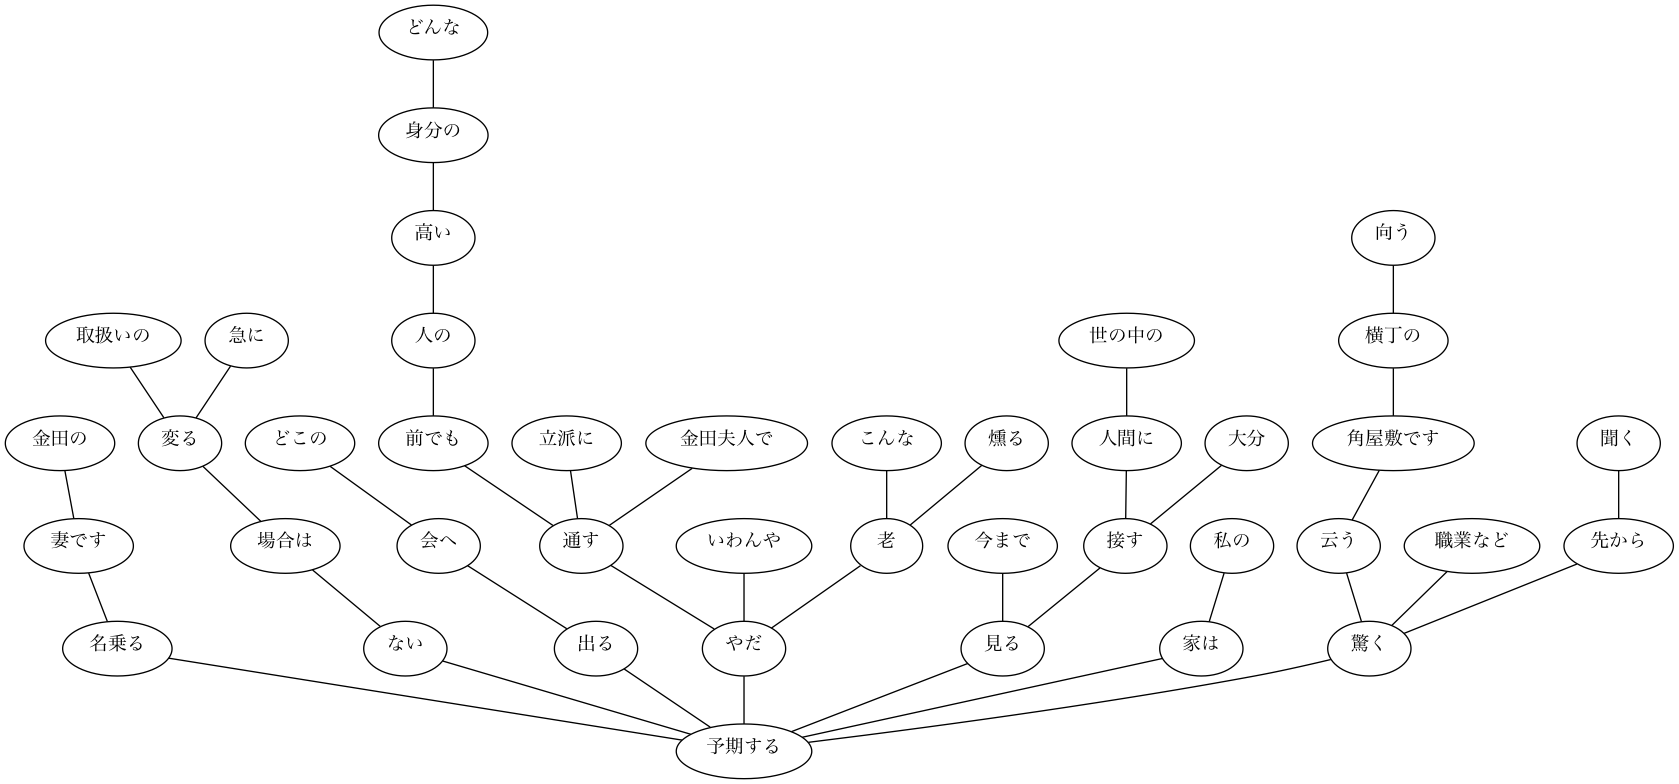 どんな
身分の
高い
向う
取扱いの
急に
人の
世の中の
横丁の
金田の
変る
どこの
前でも
立派に
金田夫人で
こんな
燻る
人間に
大分
角屋敷です
聞く
妻です
場合は
会へ
通す
いわんや
老
今まで
接す
私の
云う
職業など
先から
名乗る
ない
出る
やだ
見る
家は
驚く
予期する